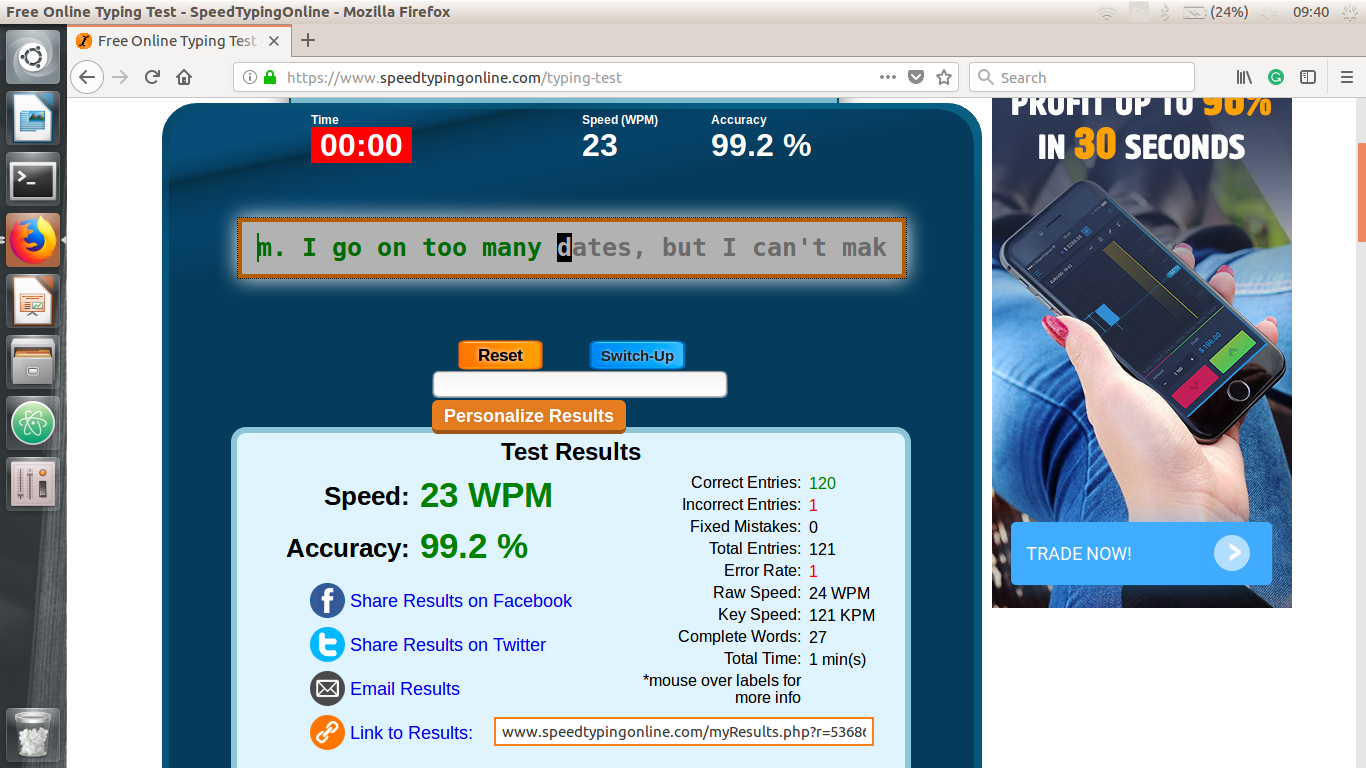 Free Online Typing Test - SpeedTypingOnline - Mozilla Firefox
(24%)
09:40
Free Online Typing Test -
https://www.speedtypingonline.com/typing-test
Search
Time
Speed (WPM)
Accuracy
00:00
23
99.2 %
m. I go on too many dates, but I can't mak
Reset
Switch-Up
Personalize Results
Test Results
Speed: 23 WPM
Accuracy: 99.2 %
Share Results on Facebook
Share Results on Twitter
Email Results
Link to Results:
www.speedtypingonline.com/myResults.php?r=5368
Correct Entries: 120
Incorrect Entries: 1
Fixed Mistakes: 0
Total Entries: 121
Error Rate: 1
Raw Speed: 24 WPM
Key Speed: 121 KPM
Complete Words: 27
Total Time: 1 min(s)
*mouse over labels for
more info
PROFIT UP TO 90%
IN 30 SECONDS
$ 196.00
TRADE NOW!